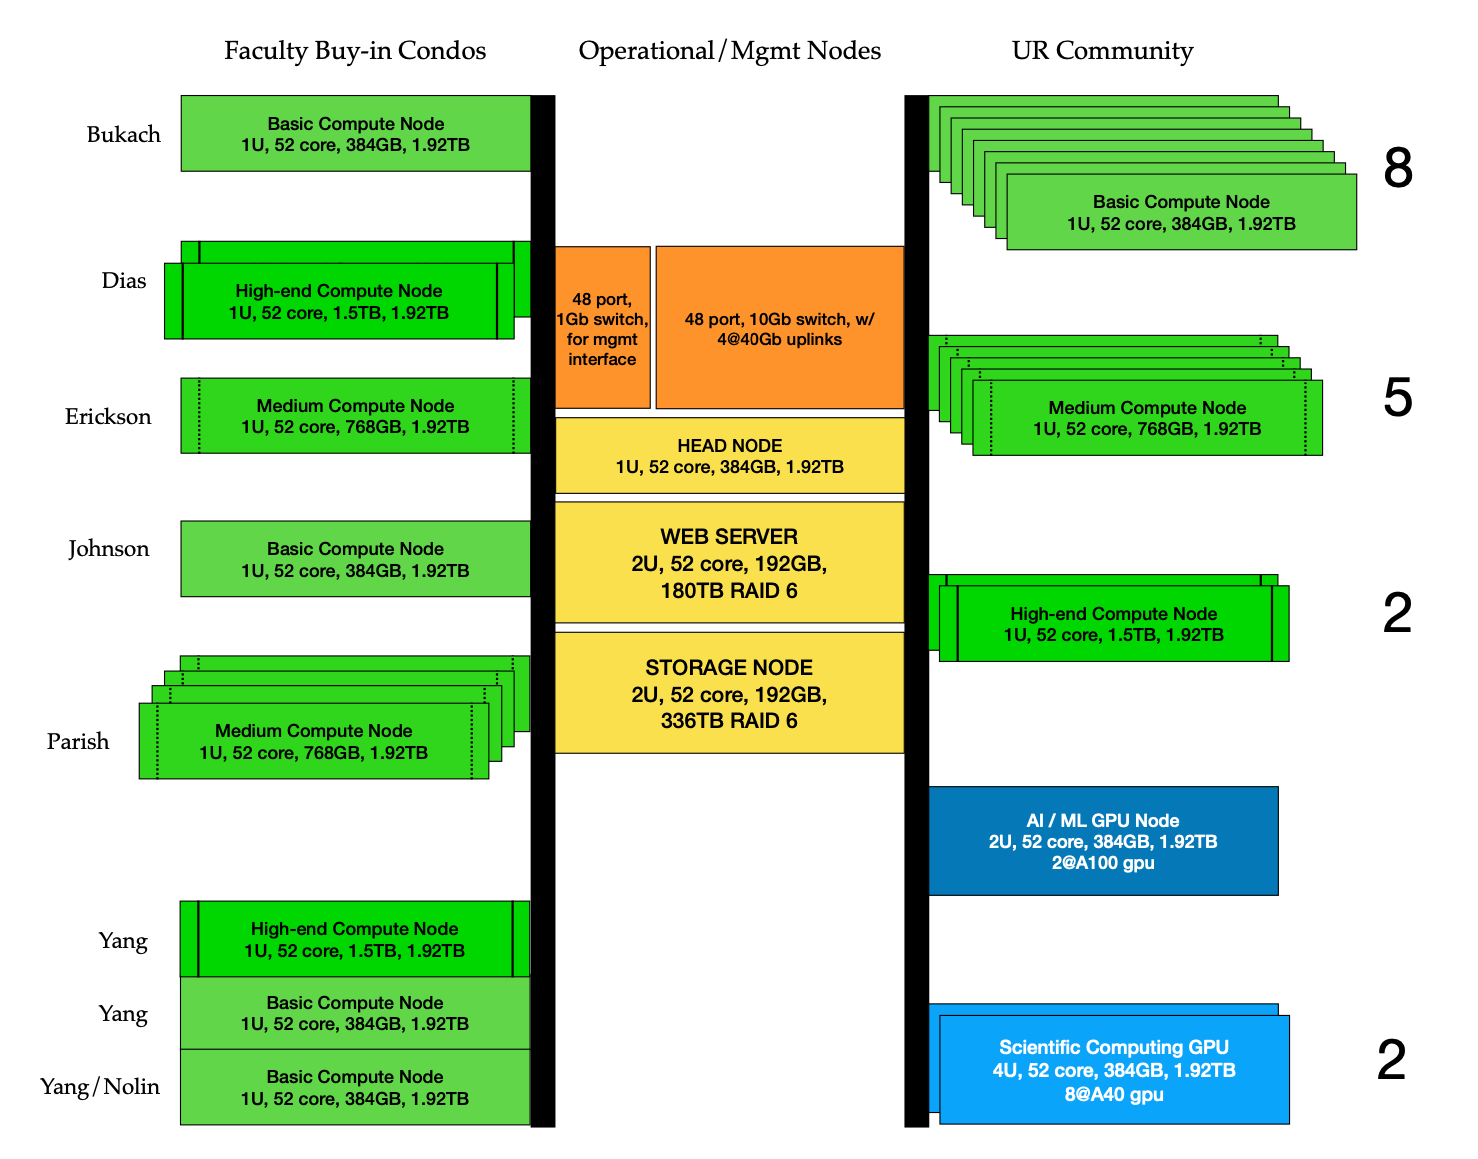 Faculty Buy-in Condos
Operational/Mgmt Nodes
UR Community
Bukach
Basic Compute Node
1U, 52 core, 384GB, 1.92TB
Dias
High-end Compute Node
1U, 52 core, 1.5TB, 1.92TB
Erickson
Medium Compute Node
1U, 52 core, 768GB, 1.92TB
Johnson
Basic Compute Node
1U, 52 core, 384GB, 1.92TB
Parish
Medium Compute Node
1U, 52 core, 768GB, 1.92TB
Yang
High-end Compute Node
1U, 52 core, 1.5TB, 1.92TB
Yang
Basic Compute Node
1U, 52 core, 384GB, 1.92TB
Yang/Nolin
Basic Compute Node
1U, 52 core, 384GB, 1.92TB
48 port,
1Gb switch,
for mgmt
interface
48 port, 10Gb switch, w/
4@40Gb uplinks
HEAD NODE
1U, 52 core, 384GB, 1.92TB
WEB SERVER
2U, 52 core, 192GB,
180TB RAID 6
STORAGE NODE
2U, 52 core, 192GB,
336TB RAID 6
Basic Compute Node
1U, 52 core, 384GB, 1.92TB
8
Medium Compute Node
1U, 52 core, 768GB, 1.92TB
5
High-end Compute Node
1U, 52 core, 1.5TB, 1.92TB
2
AI / ML GPU Node
2U, 52 core, 384GB, 1.92TB
2@A100 gpu
Scientific Computing GPU
4U, 52 core, 384GB, 1.92TB
8@A40 gpu
2